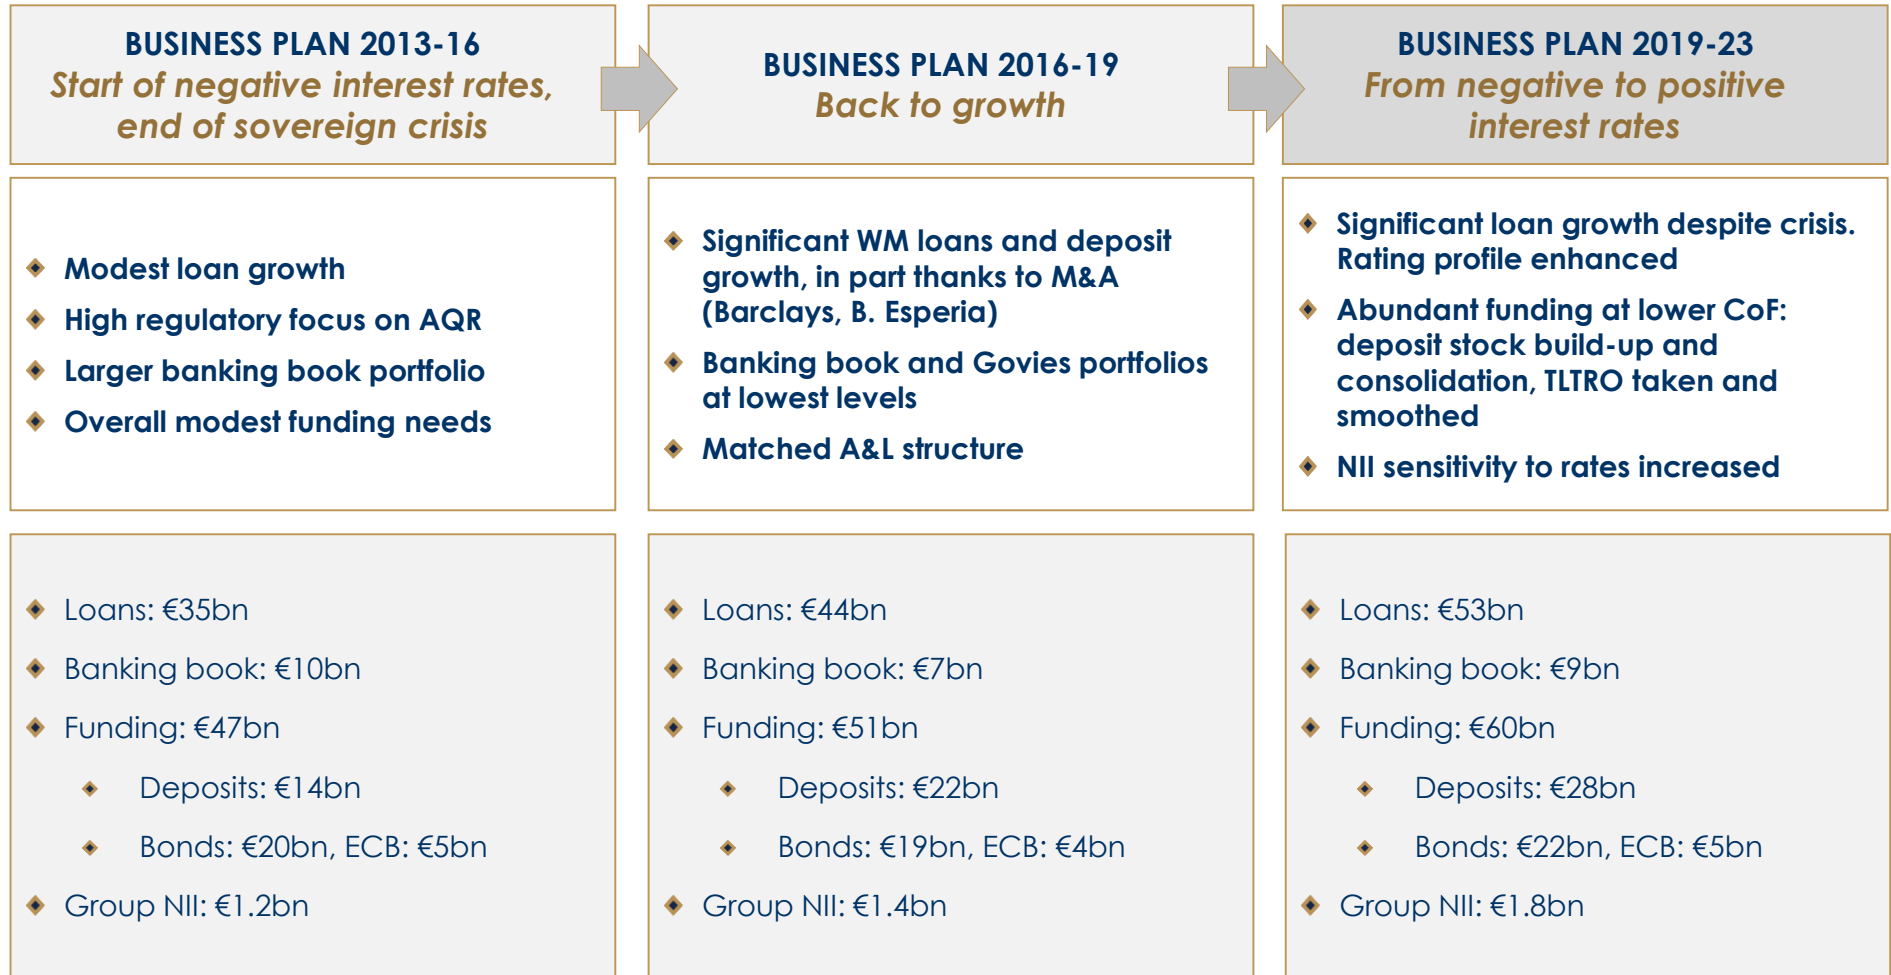 BUSINESS PLAN 2013-16
Start of negative interest rates,
end of sovereign crisis
BUSINESS PLAN 2016-19
Back to growth
BUSINESS PLAN 2019-23
From negative to positive
interest rates
Modest loan growth
High regulatory focus on AQR
Larger banking book portfolio
Overall modest funding needs
Significant WM loans and deposit
growth, in part thanks to M&A
(Barclays, B. Esperia)
Banking book and Govies portfolios
at lowest levels
Matched A&L structure
Significant loan growth despite crisis.
Rating profile enhanced
Abundant funding at lower CoF:
deposit stock build-up and
consolidation, TLTRO taken and
smoothed
NII sensitivity to rates increased
Loans: €35bn
Banking book: €10bn
Funding: €47bn
Deposits: €14bn
Bonds: €20bn, ECB: €5bn
Group NII: €1.2bn
Loans: €44bn
Banking book: €7bn
Funding: €51bn
Deposits: €22bn
Bonds: €19bn, ECB: €4bn
Group NII: €1.4bn
Loans: €53bn
Banking book: €9bn
Funding: €60bn
Deposits: €28bn
Bonds: €22bn, ECB: €5bn
Group NII: €1.8bn